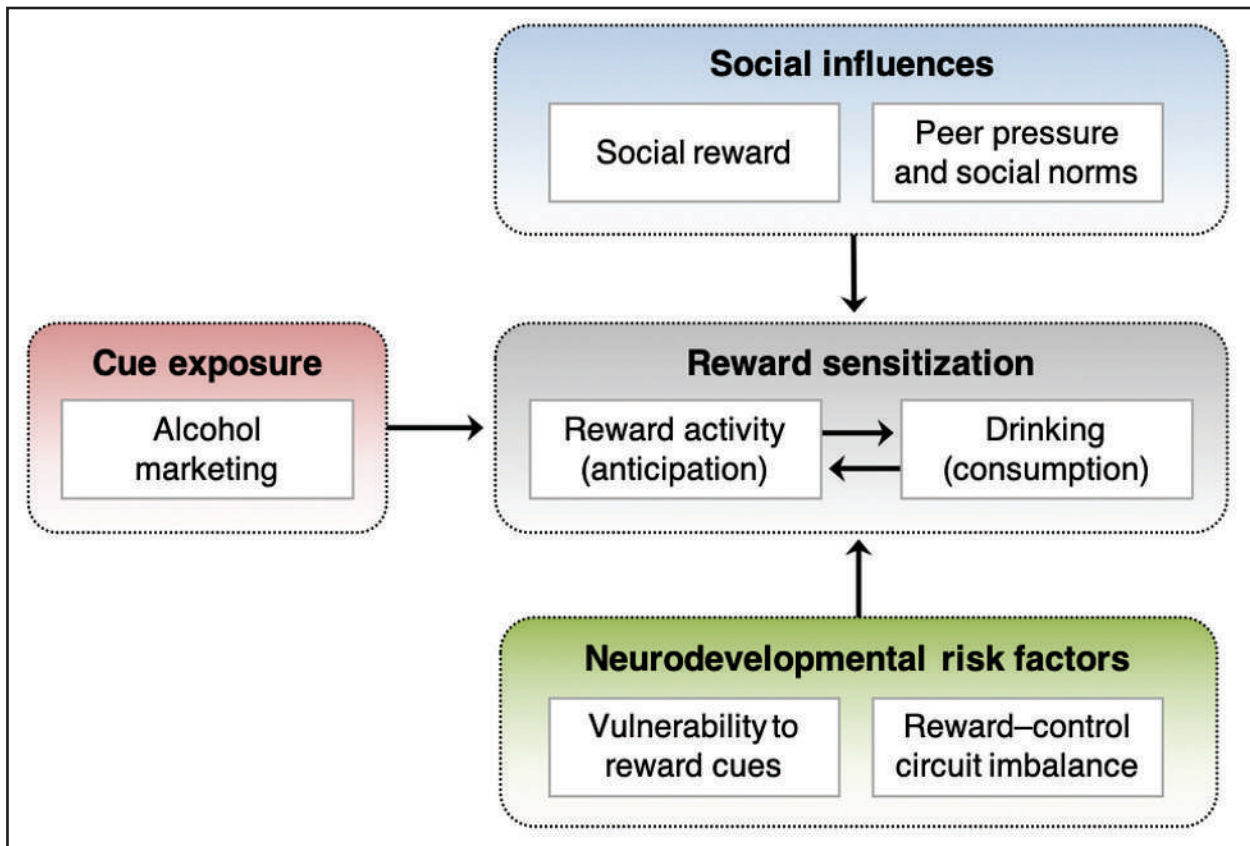 Social influences
Social reward
Peer pressure
and social norms
Cue exposure
Alcohol
marketing
Reward sensitization
Reward activity
(anticipation)
Drinking
(consumption)
Neurodevelopmental risk factors
Vulnerability to
reward cues
Reward–control
circuit imbalance